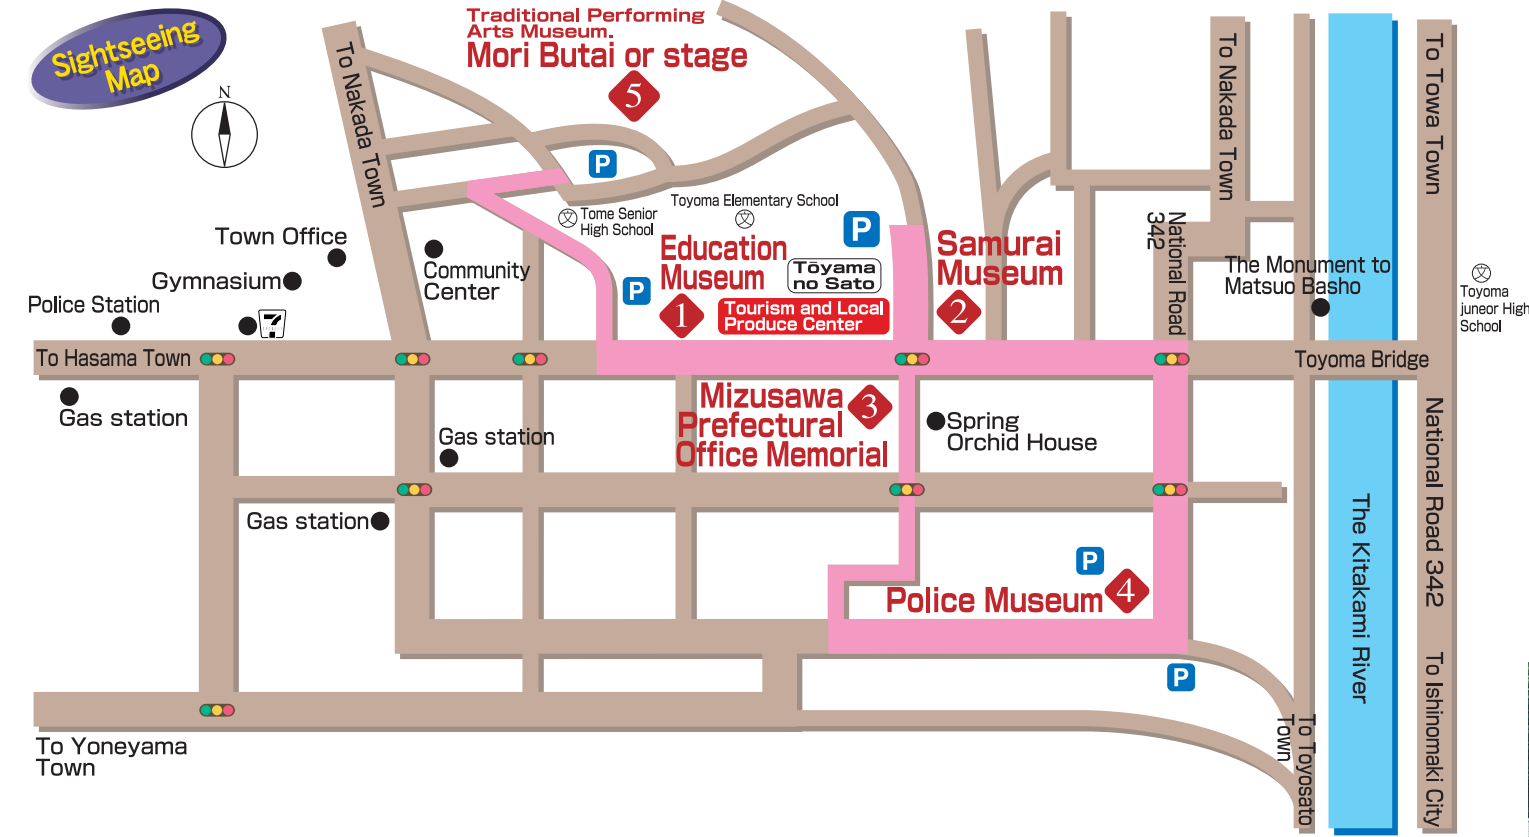 Sightseeing
Map
N
Traditional Performing
Arts Museum.
Mori Butai or stage
5
To Nakada Town
To Nakada Town
To Towa Town
P
Toyoma Elementary School
Tome Senior
High School
文
文
P
Town Office
Gymnasium
Police Station
7
Community
Center
Education
Museum
1
P
Tōyama
no Sato
Tourism and Local
Produce Center
Samurai
Museum
2
National Road
342
The Monument to
Matsuo Basho
文
Toyoma
juneor High
School
To Hasama Town
Toyoma Bridge
Gas station
Gas station
Gas station
Mizusawa
Prefectural
Office Memorial
3
Spring
Orchid House
National Road 342
The Kitakami River
P
Police Museum
4
P
To Yoneyama
Town
To Toyosato
Town
To Ishinomaki City